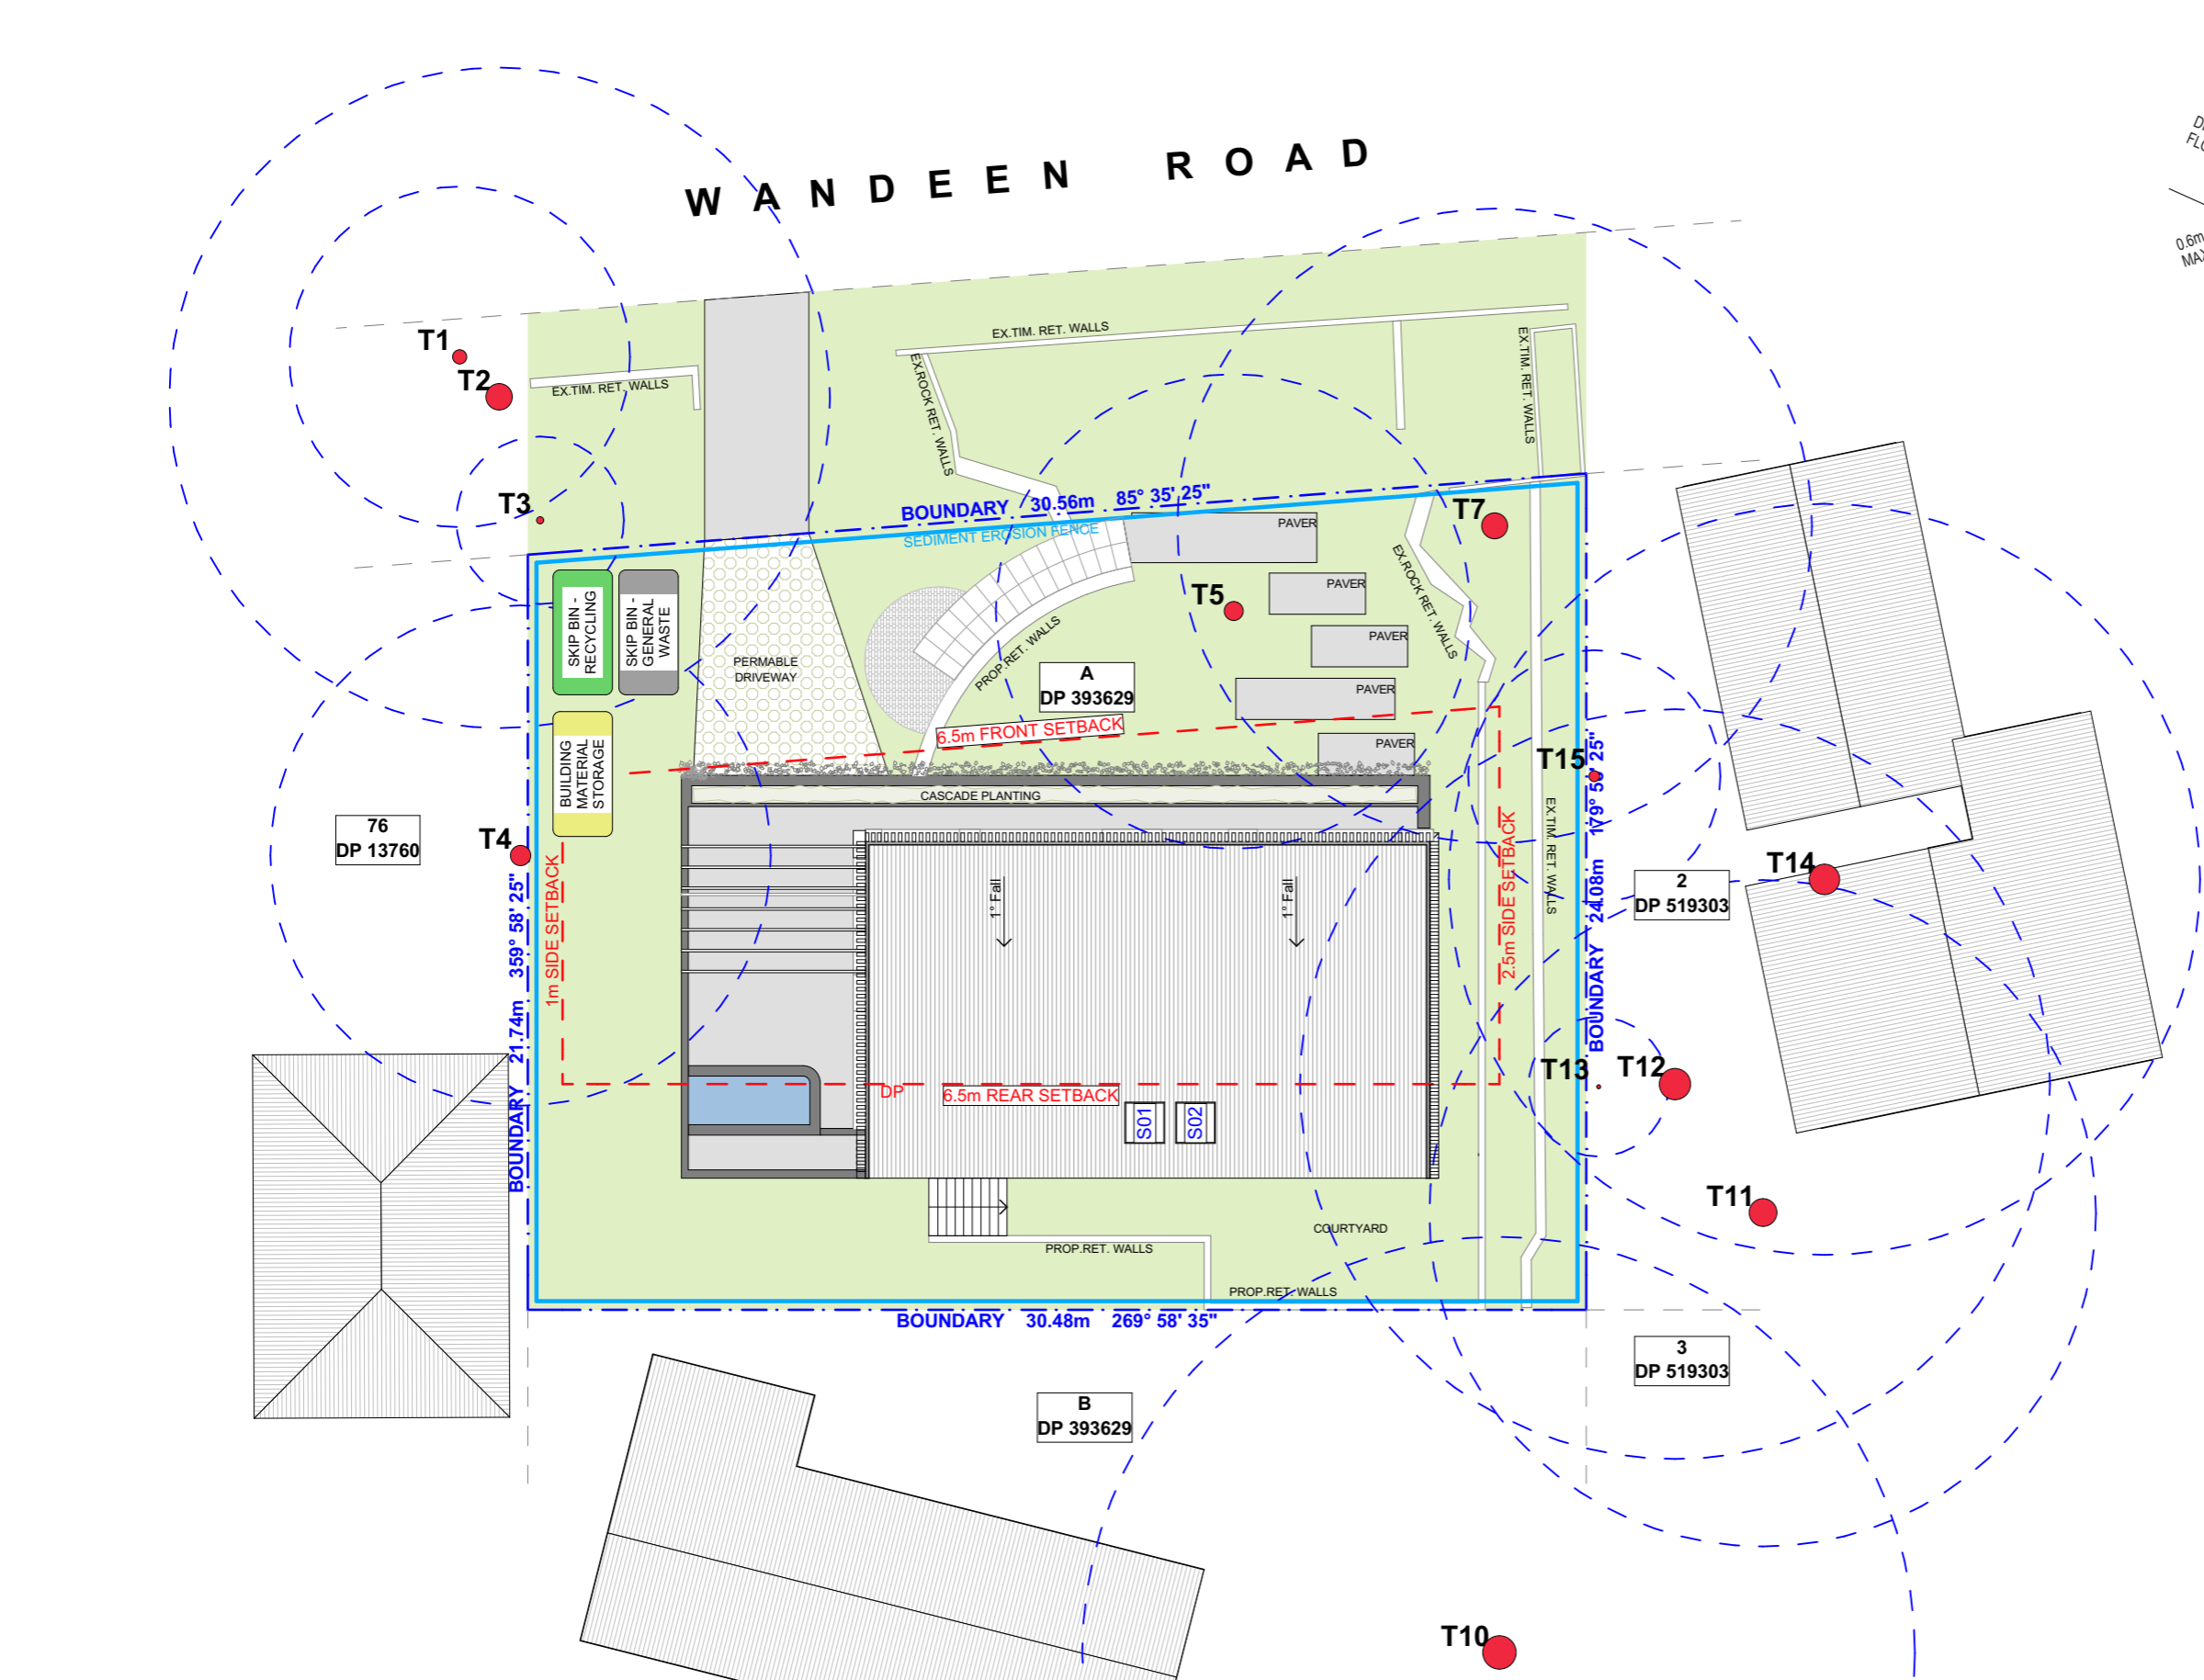 WANDEEN ROAD
0.6m
T1
T2
EX.TIM. RET. WALLS
EX.TIM. RET. WALLS
EX.ROCK RET. WALLS
EX.TIM. RET. WALLS
T3
BOUNDARY 30.56m 85° 35' 25"
SEDIMENT EROSION FENCE
T7
PAVER
SKIP BIN -
RECYCLING
SKIP BIN -
GENERAL
WASTE
T5
PAVER
EX.ROCK RET. WALLS
PROP.RET. WALLS
PAVER
PERMABLE
DRIVEWAY
A
DP 393629
PAVER
6.5m FRONT SETBACK
PAVER
BUILDING
MATERIAL
STORAGE
CASCADE PLANTING
T15
76
DP 13760
T4
1m SIDE SETBACK
BOUNDARY 21.74m 359° 58' 25"
1° Fall
1° Fall
2.5m SIDE SETBACK
EX.TIM. RET. WALLS
BOUNDARY 24.08m 179° 25"
2
DP 519303
T14
T13
T12
DP
6.5m REAR SETBACK
S01
S02
T11
COURTYARD
PROP.RET. WALLS
PROP.RET. WALLS
BOUNDARY 30.48m 269° 58' 35"
3
DP 519303
B
DP 393629
T10